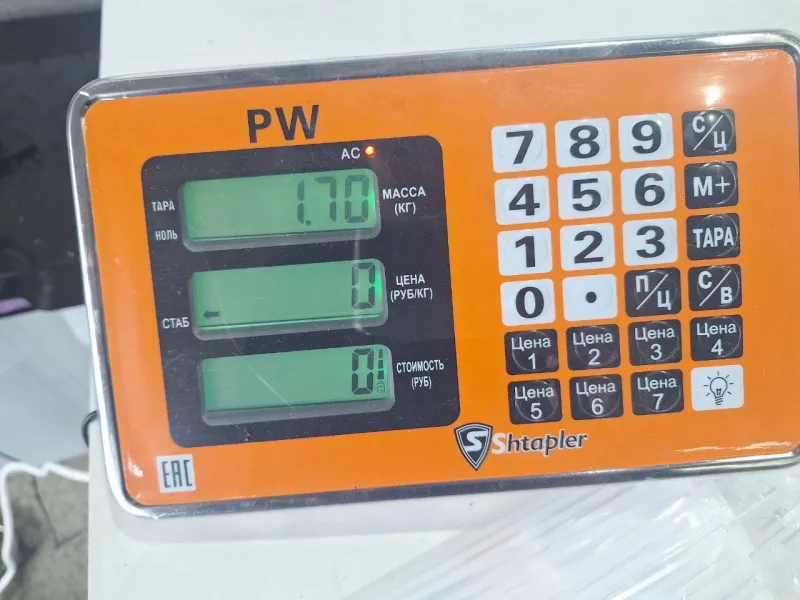 PW
AC
ТАРА
НОЛЬ
1.70
МАССА
(КГ)
СТАБ
0
ЦЕНА
(РУБ/КГ)
0
СТОИМОСТЬ
(РУБ)
7 8 9 С/Ц
4 5 6 М+
1 2 3 ТАРА
0 . П/Ц С/В
Цена 1 Цена 2 Цена 3 Цена 4
Цена 5 Цена 6 Цена 7
Shtapler
EAC